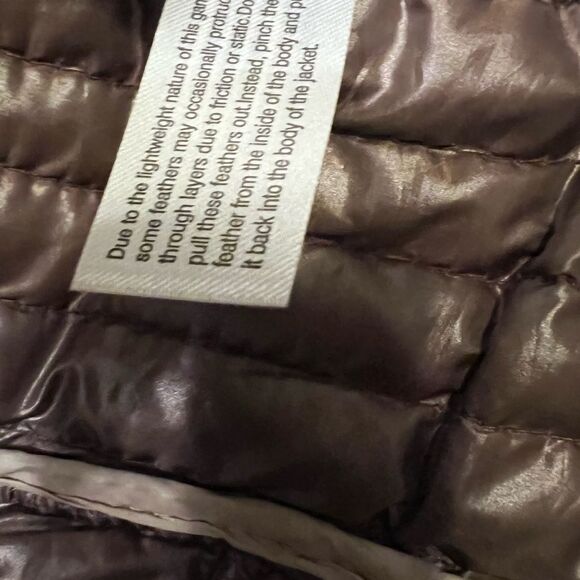 Due to the lightweight nature of this
some feathers may occasionally
through layers due to friction or static.Do
pull these feathers out.Instead, pinch the
feather from the inside of the body and
It back into the body of the jacket.